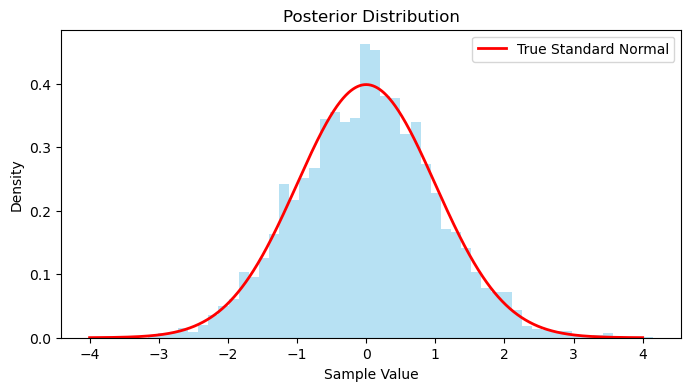 Posterior Distribution
True Standard Normal
Density
0.4
0.3
0.2
0.1
0.0
−4 −3 −2 −1 0 1 2 3 4
Sample Value